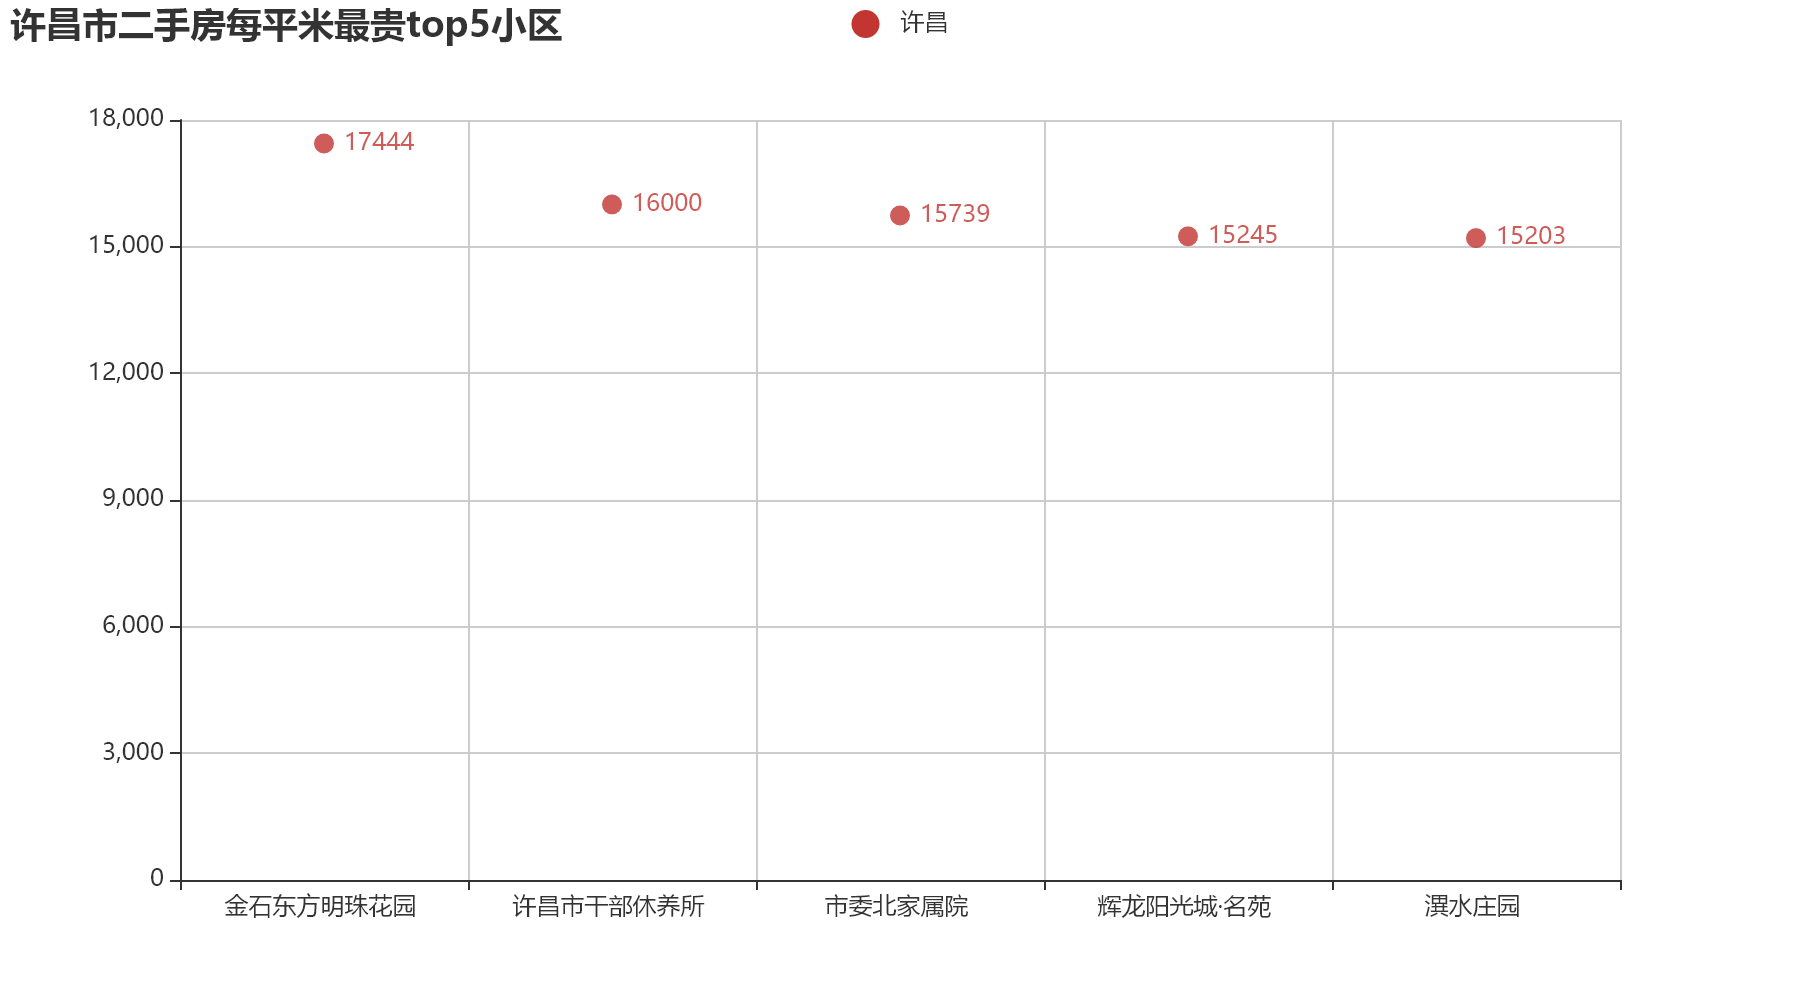 许昌市二手房每平米最贵top5小区
许昌
18,000
15,000
12,000
9,000
6,000
3,000
0
17444
16000
15739
15245
15203
金石东方明珠花园
许昌市干部休养所
市委北家属院
辉龙阳光城·名苑
潩水庄园